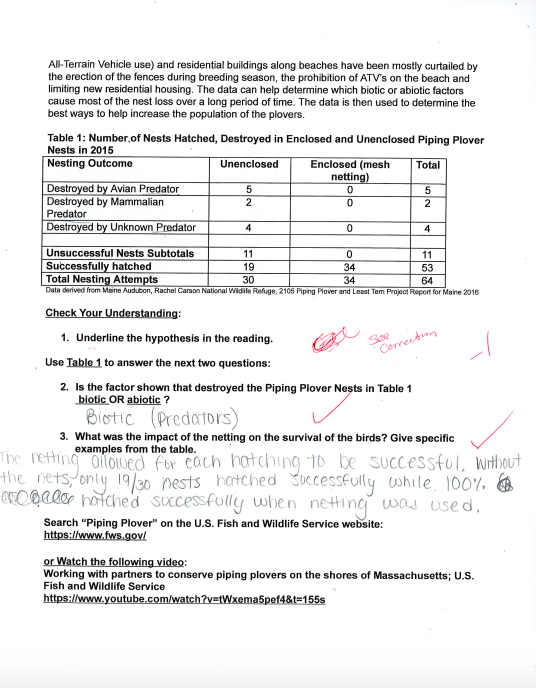 All-Terrain Vehicle use) and residential buildings along beaches have been mostly curtailed by
the erection of the fences during breeding season, the prohibition of ATV's on the beach and
limiting new residential housing. The data can help determine which biotic or abiotic factors
cause most of the nest loss over a long period of time. The data is then used to determine the
best ways to help increase the population of the plovers.
Table 1: Number of Nests Hatched, Destroyed in Enclosed and Unenclosed Piping Plover
Nests in 2015
Nesting Outcome Unenclosed Enclosed (mesh netting) Total
Destroyed by Avian Predator 5 0 5
Destroyed by Mammalian Predator 2 0 2
Destroyed by Unknown Predator 4 0 4
Unsuccessful Nests Subtotals 11 0 11
Successfully hatched 19 34 53
Total Nesting Attempts 30 34 64
Data derived from Maine Audubon, Rachel Carson National Wildlife Refuge, 2105 Piping Plover and Least Tern Project Report for Maine 2016
Check Your Understanding:
1. Underline the hypothesis in the reading.
See
Correction
-1
Use Table 1 to answer the next two questions:
2. Is the factor shown that destroyed the Piping Plover Nests in Table 1
biotic OR abiotic ?
Biotic (Predators)
3. What was the impact of the netting on the survival of the birds? Give specific
examples from the table.
The netting allowed for each hatching to be successful. Without
the nets, only 19/30 nests hatched successfully while 100%
hatched successfully when netting was used.
Search “Piping Plover” on the U.S. Fish and Wildlife Service website:
https://www.fws.gov/
or Watch the following video:
Working with partners to conserve piping plovers on the shores of Massachusetts; U.S.
Fish and Wildlife Service
https://www.youtube.com/watch?v=tWxema5pef4&t=155s